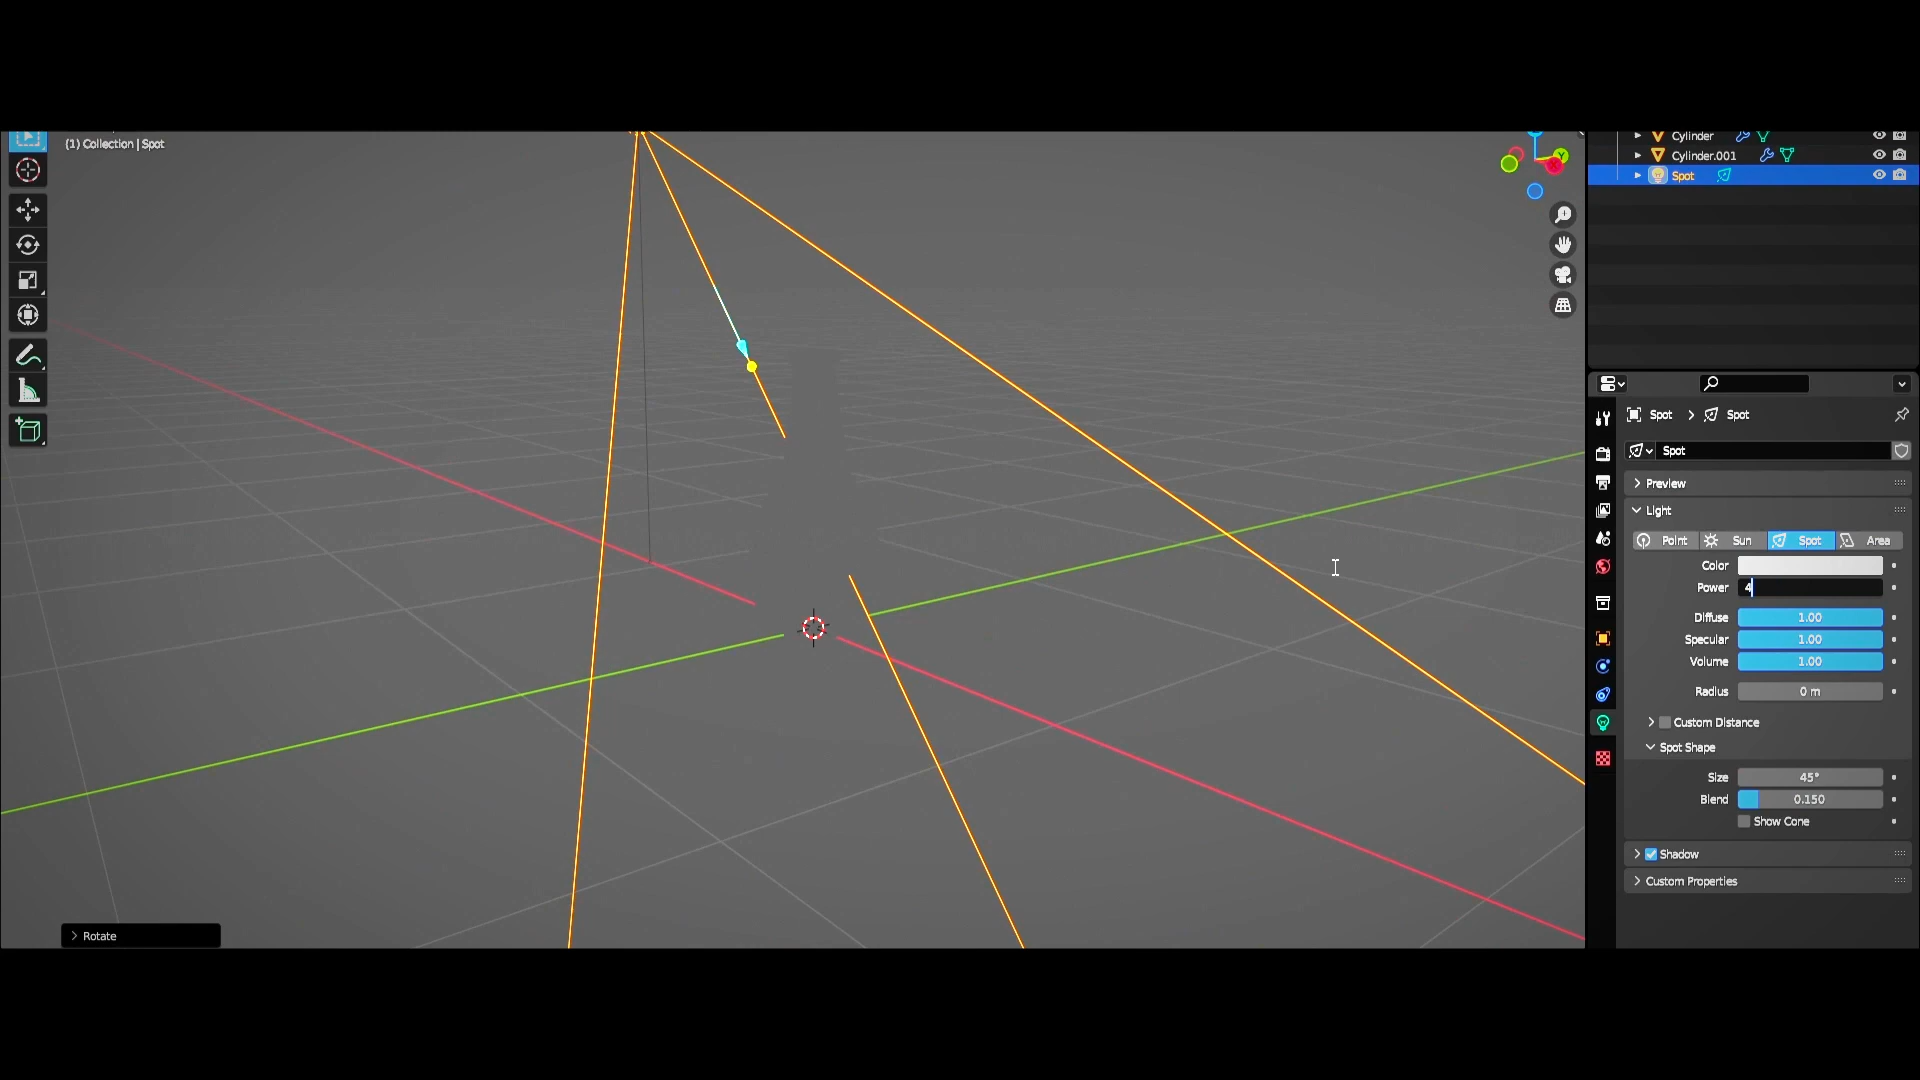 (1) Collection | Spot
Cylinder
Cylinder.001
Spot
Spot > Spot
Spot
Preview
Light
Point Sun Spot Area
Color
Power 4
Diffuse 1.00
Specular 1.00
Volume 1.00
Radius 0 m
Custom Distance
Spot Shape
Size 45°
Blend 0.150
Show Cone
Shadow
Custom Properties
Rotate